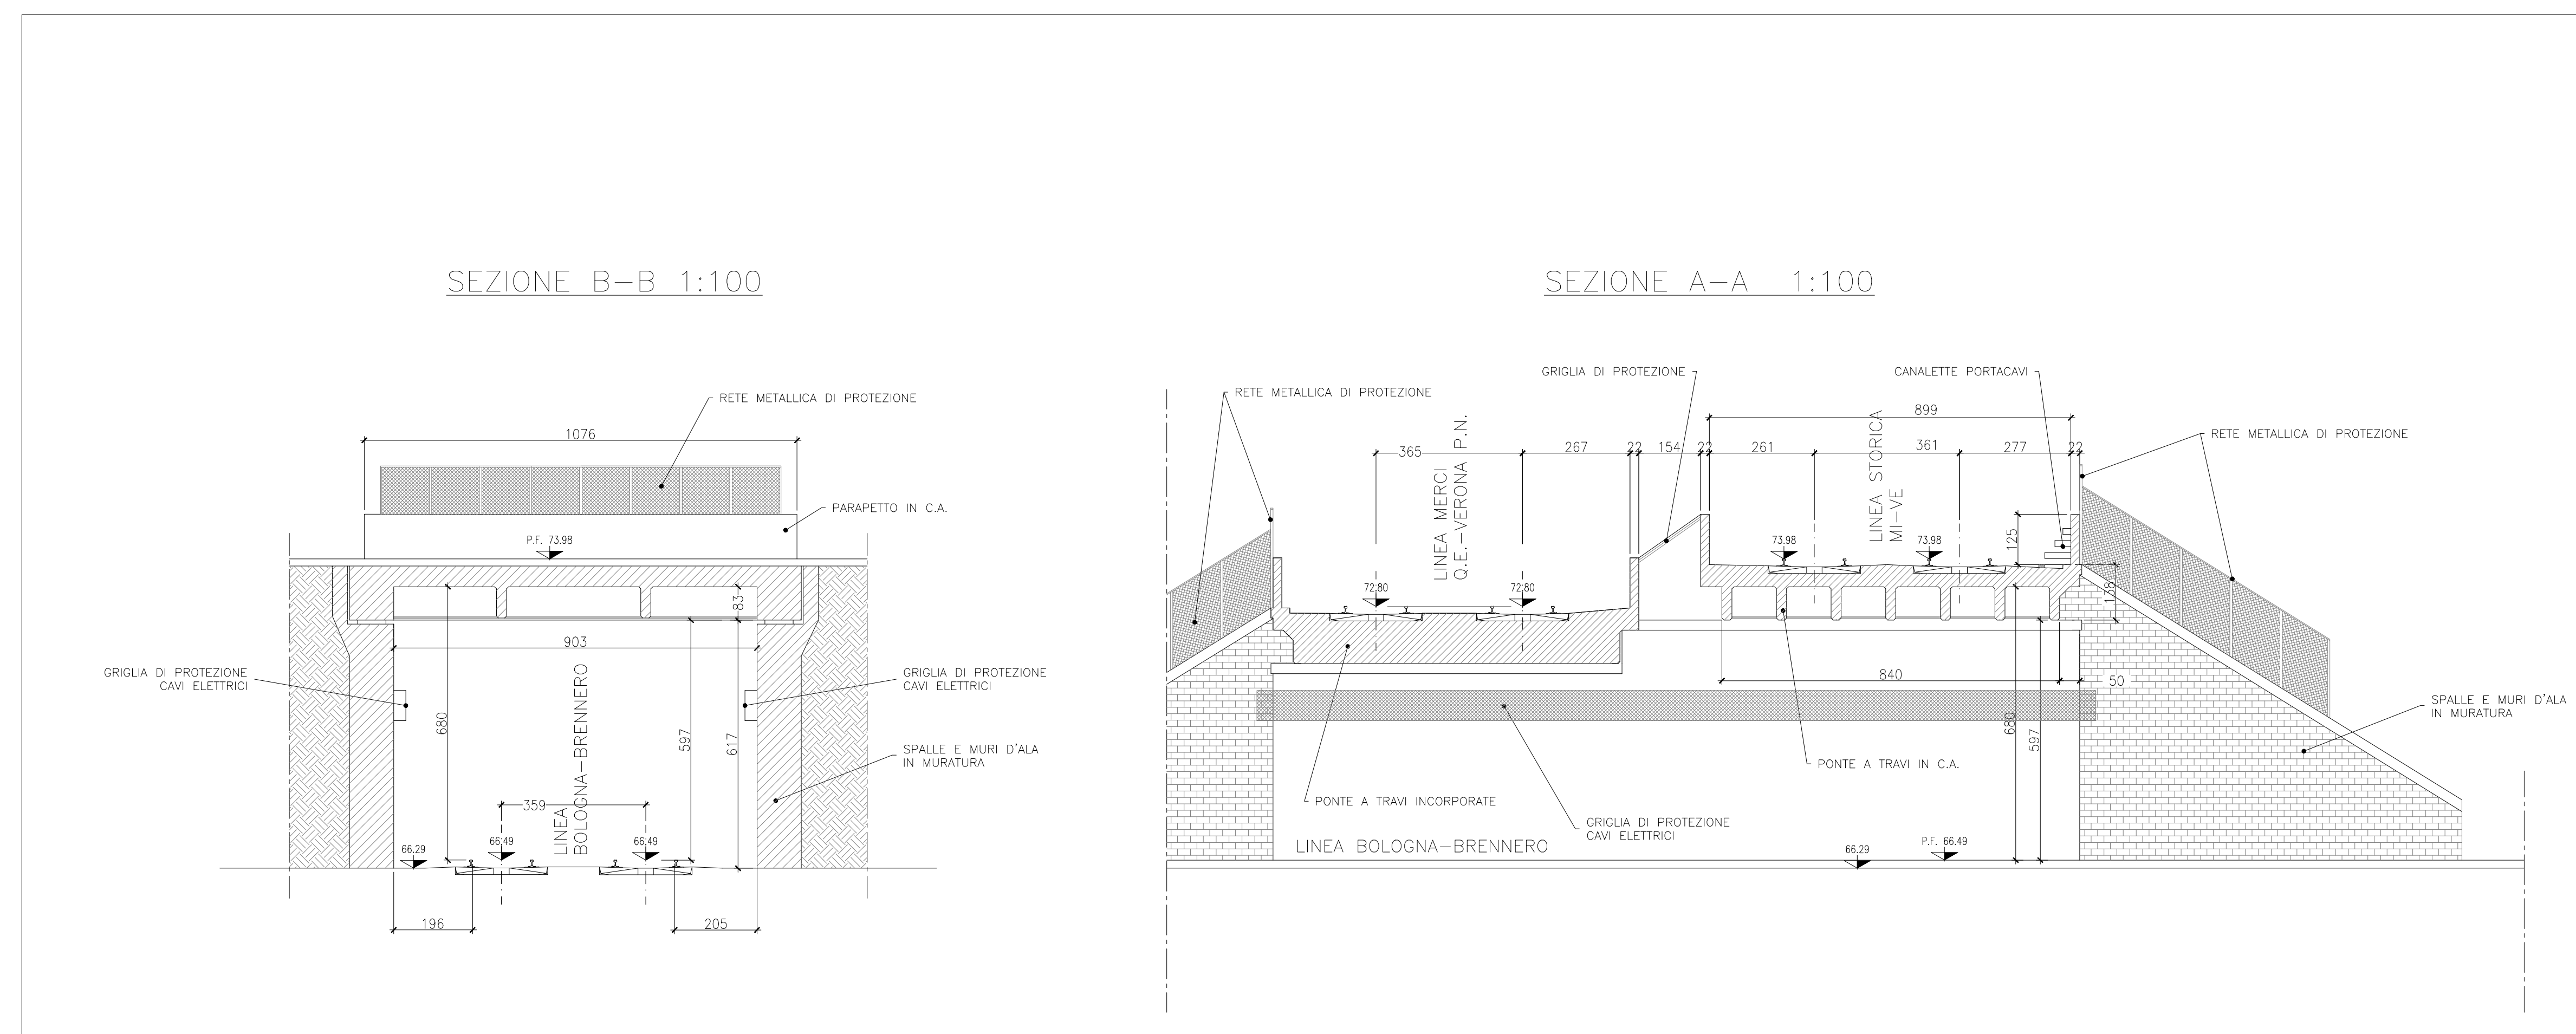 SEZIONE B-B 1:100
RETE METALLICA DI PROTEZIONE
1076
PARAPETTO IN C.A.
P.F. 73.98
83
903
GRIGLIA DI PROTEZIONE
CAVI ELETTRICI
GRIGLIA DI PROTEZIONE
CAVI ELETTRICI
680
597
617
LINEA
BOLOGNA-BRENNERO
SPALLE E MURI D'ALA
IN MURATURA
359
66.29
66.49
66.49
196
205
SEZIONE A-A 1:100
GRIGLIA DI PROTEZIONE
CANALETTE PORTACAVI
RETE METALLICA DI PROTEZIONE
899
RETE METALLICA DI PROTEZIONE
365
267
22
154
22
261
361
277
22
LINEA MERCI
Q.E.-VERONA P.N.
LINEA STORICA
MI-VE
125
73.98
73.98
72.80
72.80
138
840
50
SPALLE E MURI D'ALA
IN MURATURA
680
597
PONTE A TRAVI IN C.A.
PONTE A TRAVI INCORPORATE
GRIGLIA DI PROTEZIONE
CAVI ELETTRICI
LINEA BOLOGNA-BRENNERO
66.29
P.F. 66.49